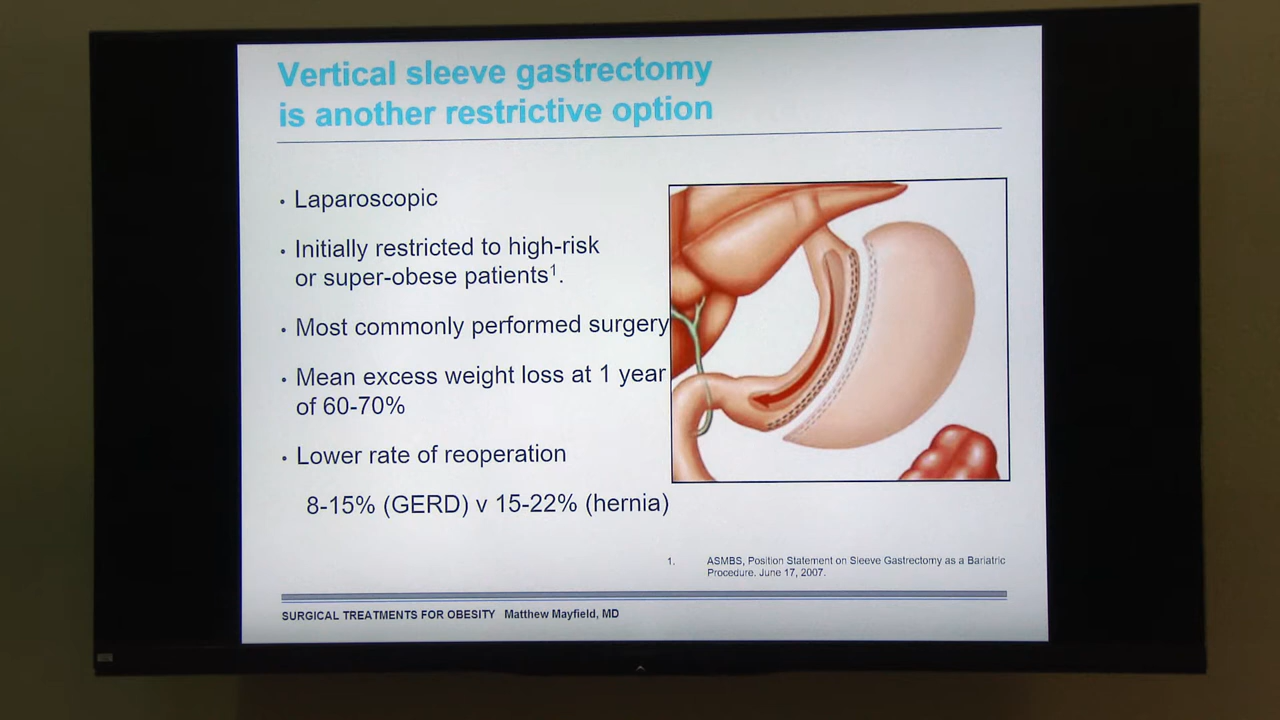 Vertical sleeve gastrectomy
is another restrictive option
• Laparoscopic
• Initially restricted to high-risk
or super-obese patients¹.
• Most commonly performed surgery
• Mean excess weight loss at 1 year
of 60-70%
• Lower rate of reoperation
8-15% (GERD) v 15-22% (hernia)
1. ASMBS, Position Statement on Sleeve Gastrectomy as a Bariatric
Procedure. June 17, 2007.
SURGICAL TREATMENTS FOR OBESITY Matthew Mayfield, MD